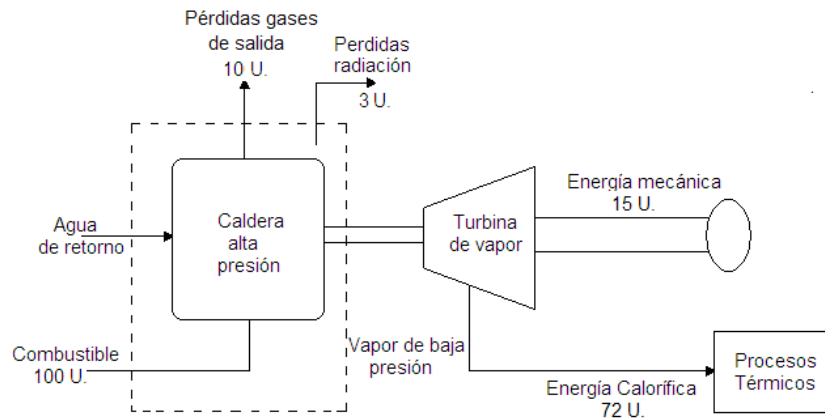 Pérdidas gases
de salida
10 U.
Perdidas
radiación
3 U.
Agua
de retorno
Caldera
alta
presión
Turbina
de vapor
Energía mecánica
15 U.
Combustible
100 U.
Vapor de baja
presión
Energía Calorífica
72 U.
Procesos
Térmicos